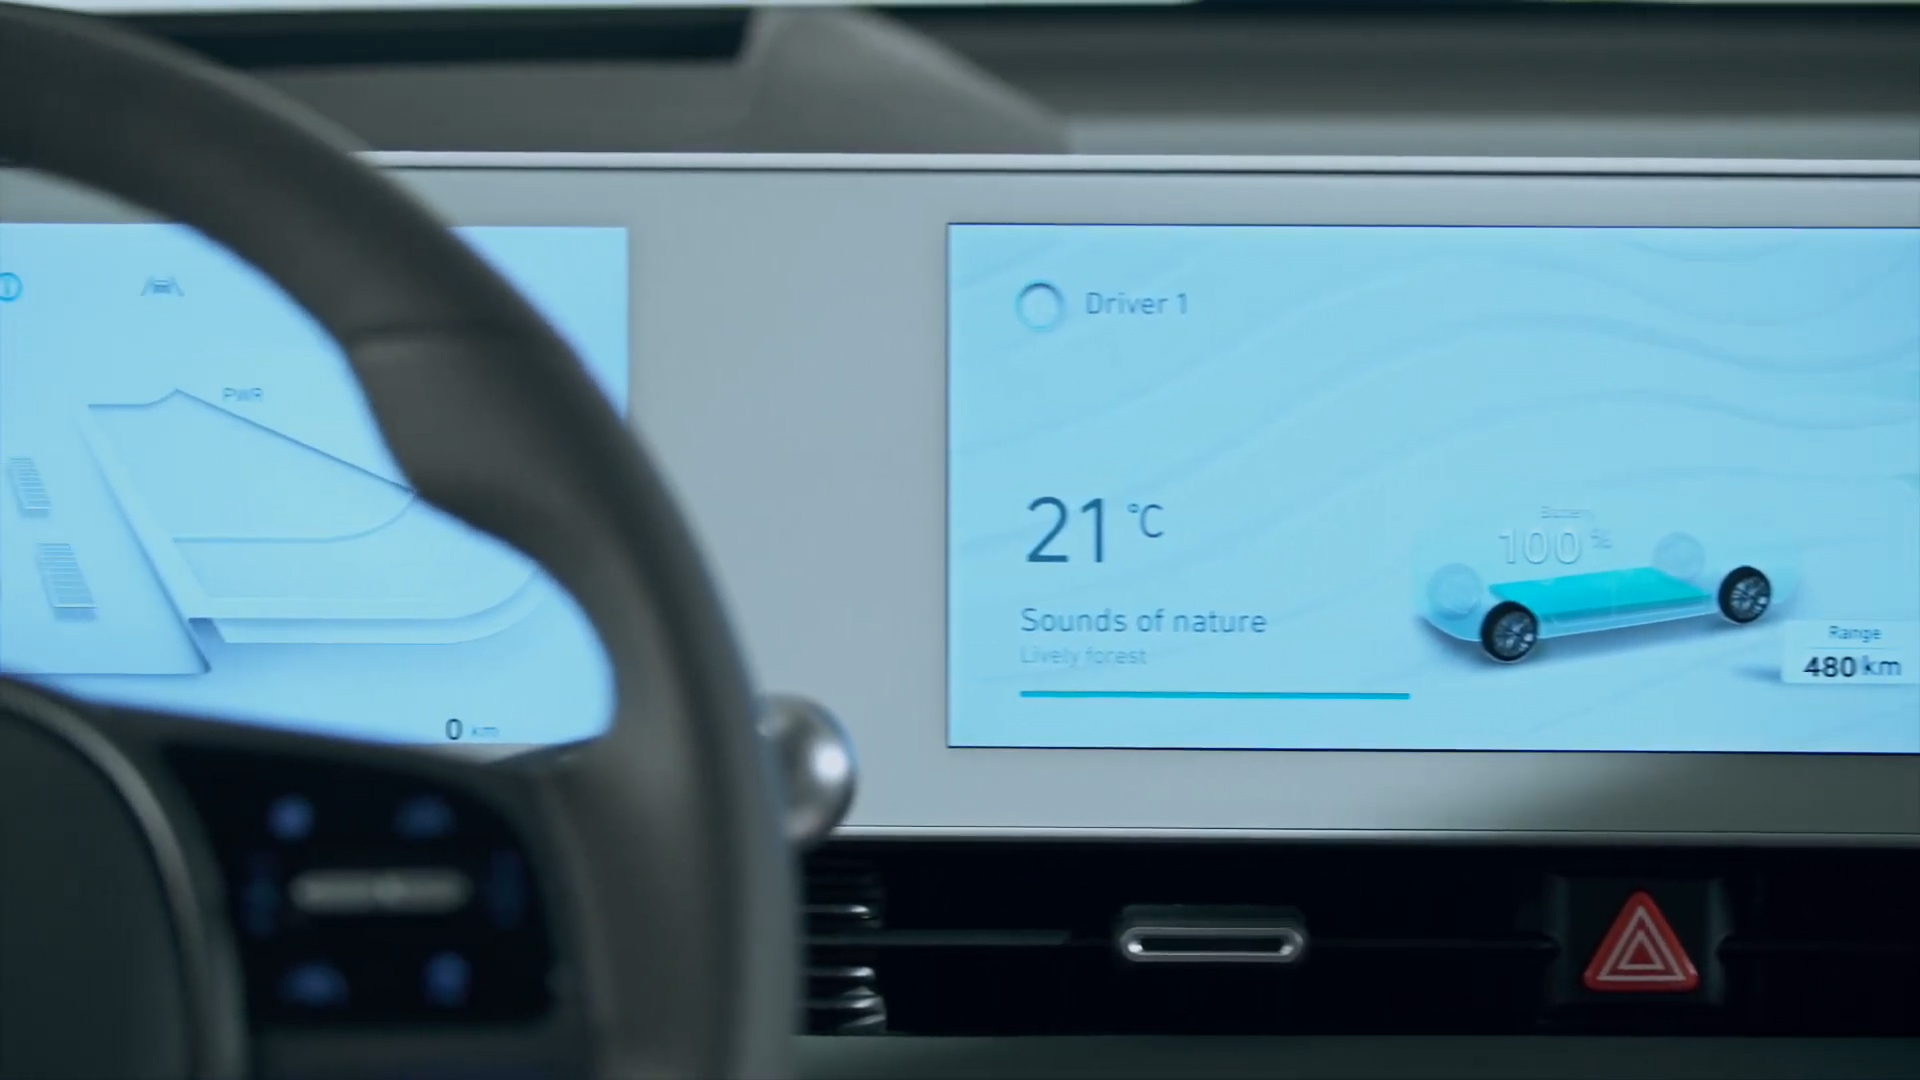 PWR
0 km
Driver 1
21 °C
Sounds of nature
Lively forest
Battery
100 %
Range
480 km